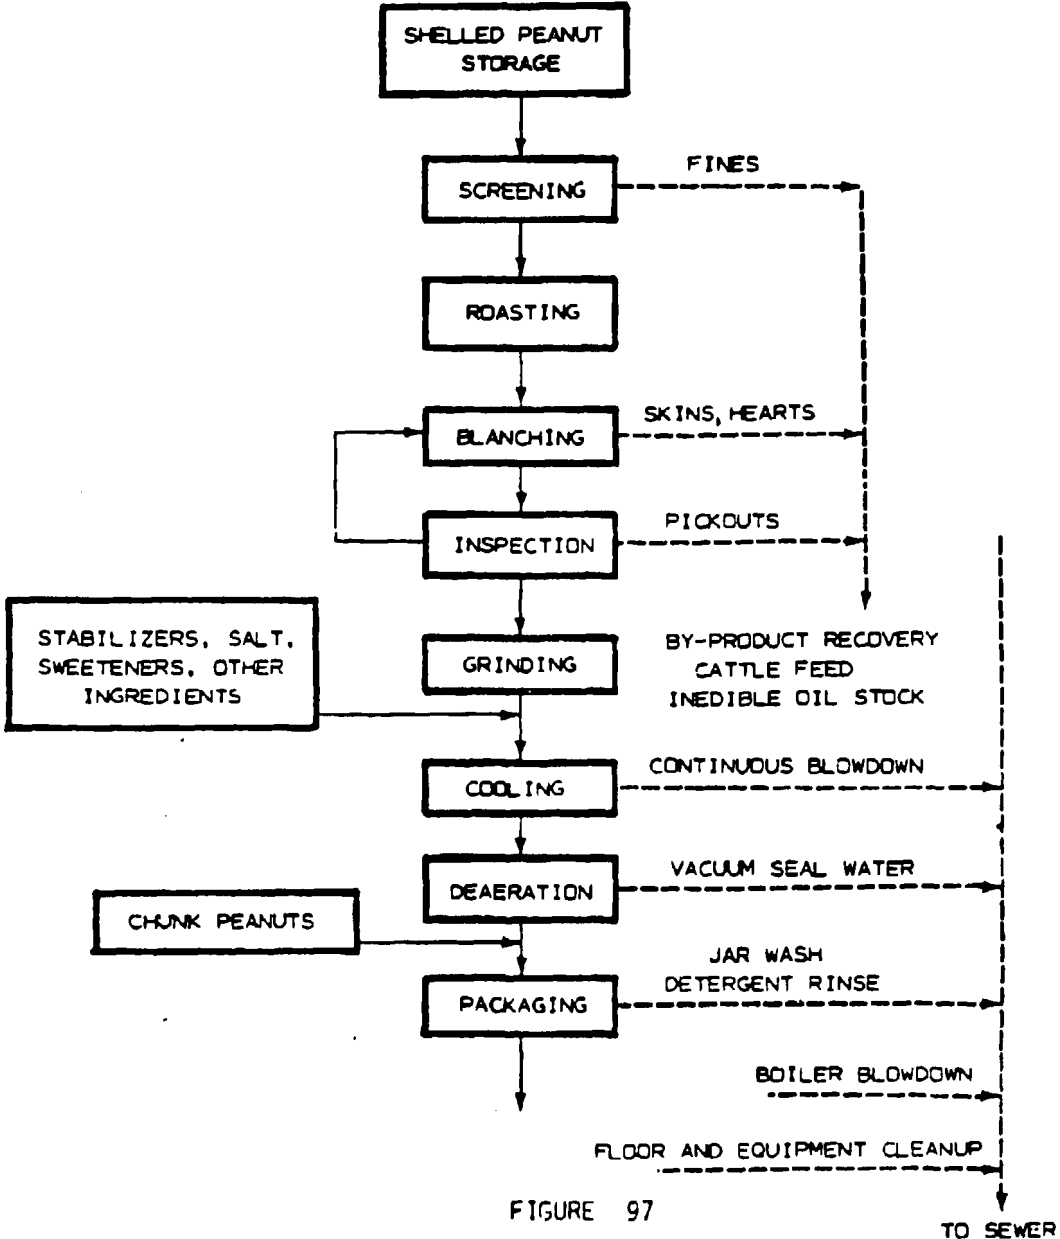 SHELLED PEANUT
STORAGE
FINES
SCREENING
ROASTING
SKINS, HEARTS
BLANCHING
PICKOUTS
INSPECTION
STABILIZERS, SALT,
SWEETENERS, OTHER
INGREDIENTS
GRINDING
BY-PRODUCT RECOVERY
CATTLE FEED
INEDIBLE OIL STOCK
CONTINUOUS BLOWDOWN
COOLING
VACUUM SEAL WATER
DEAERATION
CHUNK PEANUTS
JAR WASH
DETERGENT RINSE
PACKAGING
BOILER BLOWDOWN
FLOOR AND EQUIPMENT CLEANUP
FIGURE 97
TO SEWER